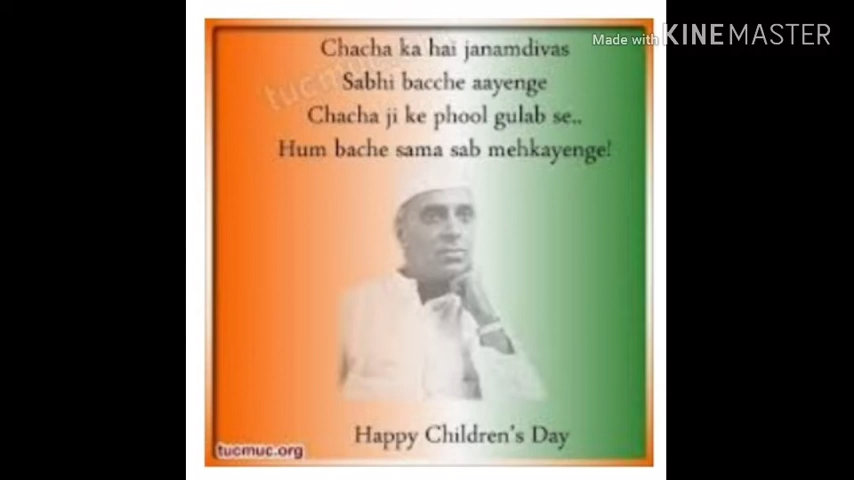 Made with KINEMASTER
Chacha ka hai janamdivas
Sabhi bacche aayenge
Chacha ji ke phool gulab se..
Hum bache sama sab mehkayenge!
Happy Children's Day
tucmuc.org